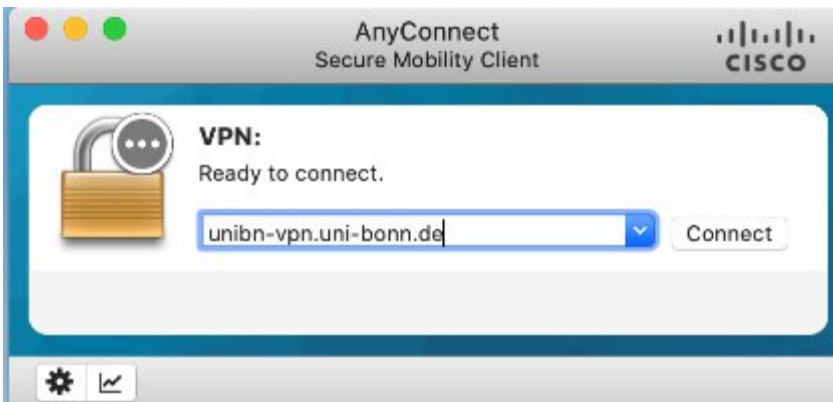 AnyConnect
Secure Mobility Client
CISCO
VPN:
Ready to connect.
unibn-vpn.uni-bonn.de
Connect